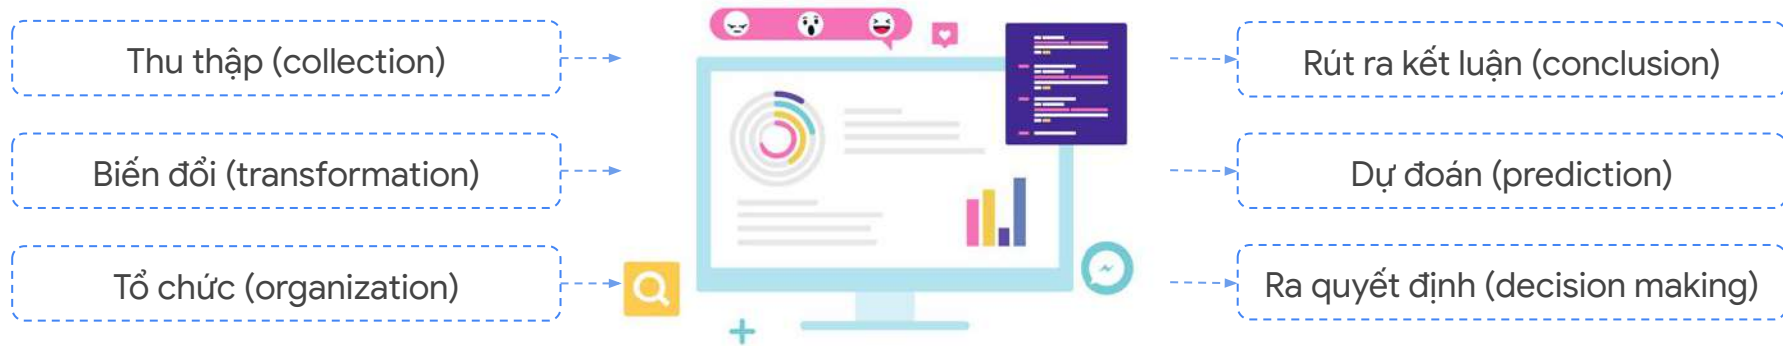 Thu thập (collection)
Biến đổi (transformation)
Tổ chức (organization)
Rút ra kết luận (conclusion)
Dự đoán (prediction)
Ra quyết định (decision making)